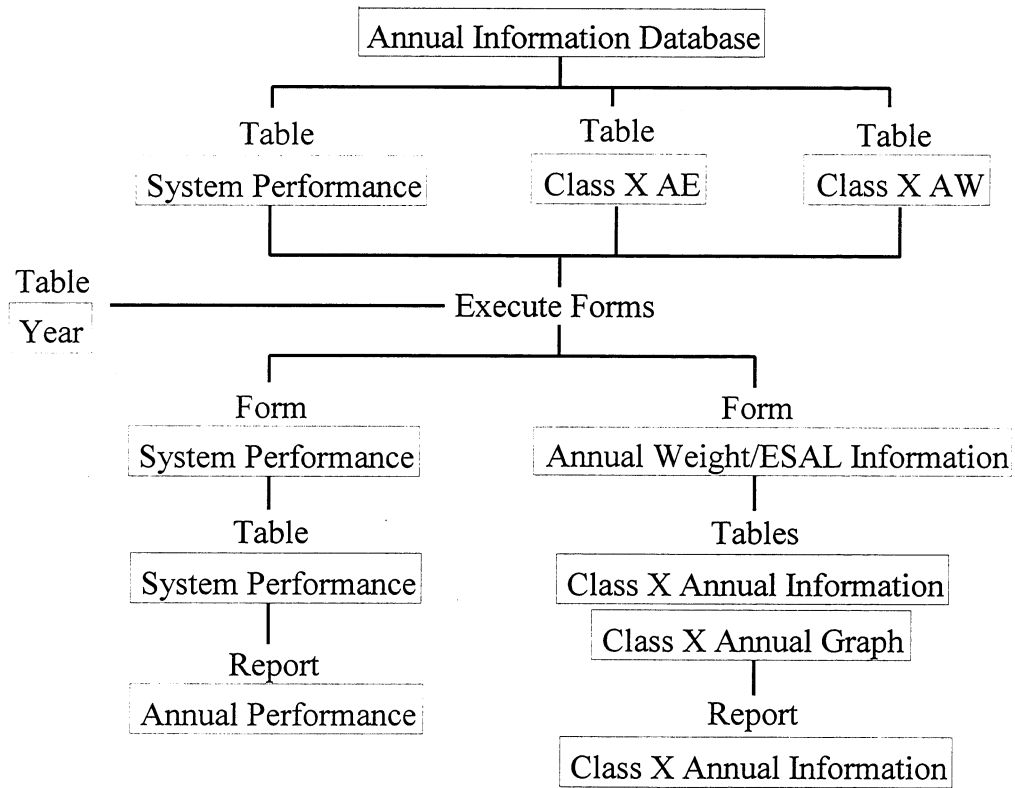 Annual Information Database
Table
Table
Table
System Performance
Class X AE
Class X AW
Table
Year
Execute Forms
Form
Form
System Performance
Annual Weight/ESAL Information
Table
Tables
System Performance
Class X Annual Information
Class X Annual Graph
Report
Annual Performance
Report
Class X Annual Information